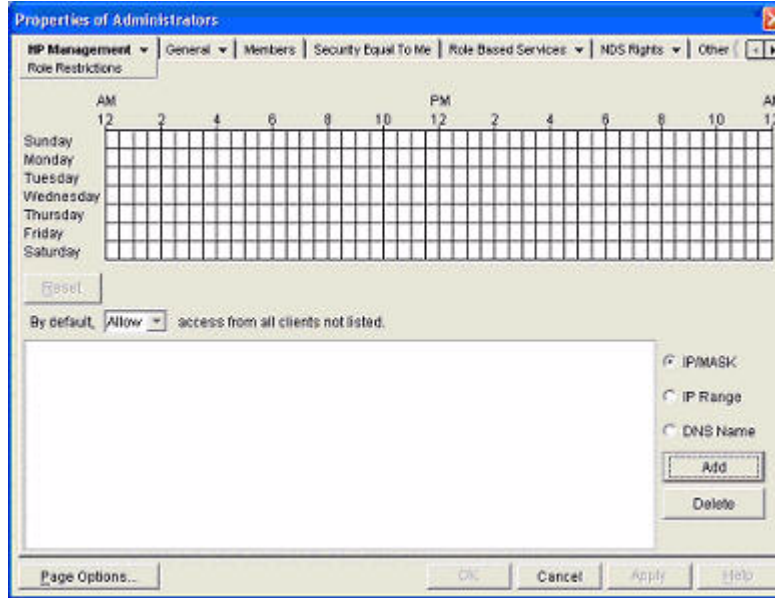 Properties of Administrators
HP Management General Members Security Equal To Me Role Based Services NDS Rights Other
Role Restrictions
AM PM
12 2 4 6 8 10 12 2 4 6 8 10
Sunday
Monday
Tuesday
Wednesday
Thursday
Friday
Saturday
Reset
By default, Allow access from all clients not listed.
IP/MASK
IP Range
DNS Name
Add
Delete
Page Options... OK Cancel Apply Help